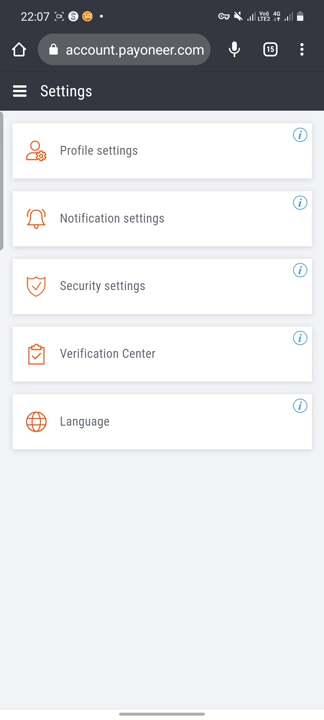 22:07
account.payoneer.com
15
Settings
Profile settings
Notification settings
Security settings
Verification Center
Language